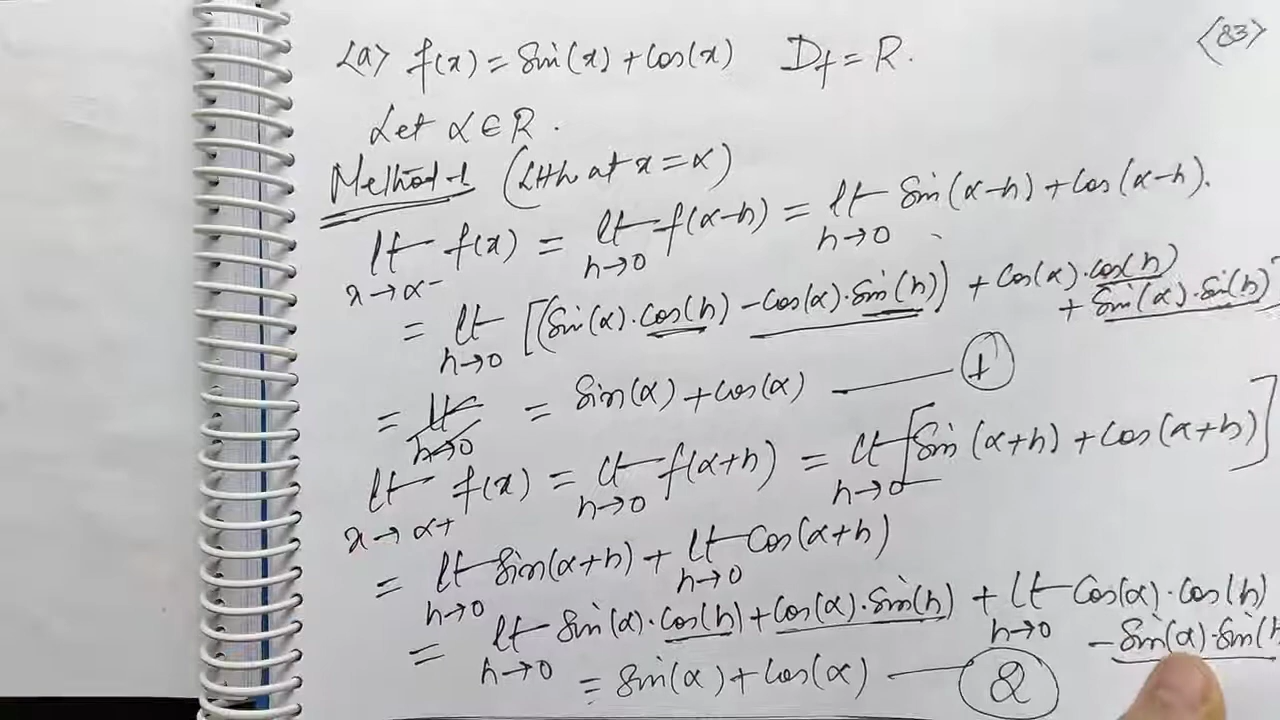 <83>
<a> f(x) = Sin(x) + Cos(x) Df = R.
Let α ∈ R.
Method-1 (LHL at x = α)
lt x→α- f(x) = lt h→0 f(α-h) = lt h→0 Sin(α-h) + Cos(α-h).
= lt h→0 [(Sin(α).Cos(h) - Cos(α).Sin(h)) + Cos(α).Cos(h)
+ Sin(α).Sin(h)]
= lt h→0 = Sin(α) + Cos(α) — 1
lt x→α+ f(x) = lt h→0 f(α+h) = lt h→0 [Sin(α+h) + Cos(α+h)]
= lt h→0 Sin(α+h) + lt h→0 Cos(α+h)
= lt h→0 Sin(α).Cos(h) + Cos(α).Sin(h) + lt h→0 Cos(α).Cos(h)
- Sin(α).Sin(h
= Sin(α) + Cos(α) — 2